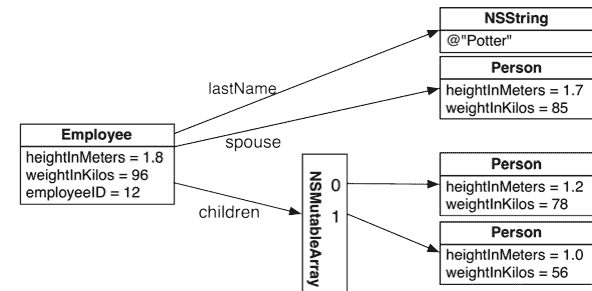 NSString
@"Potter"
lastName
Person
heightInMeters = 1.7
weightInKilos = 85
Employee
heightInMeters = 1.8
weightInKilos = 96
employeeID = 12
spouse
children
NSMutableArray
0
1
Person
heightInMeters = 1.2
weightInKilos = 78
Person
heightInMeters = 1.0
weightInKilos = 56